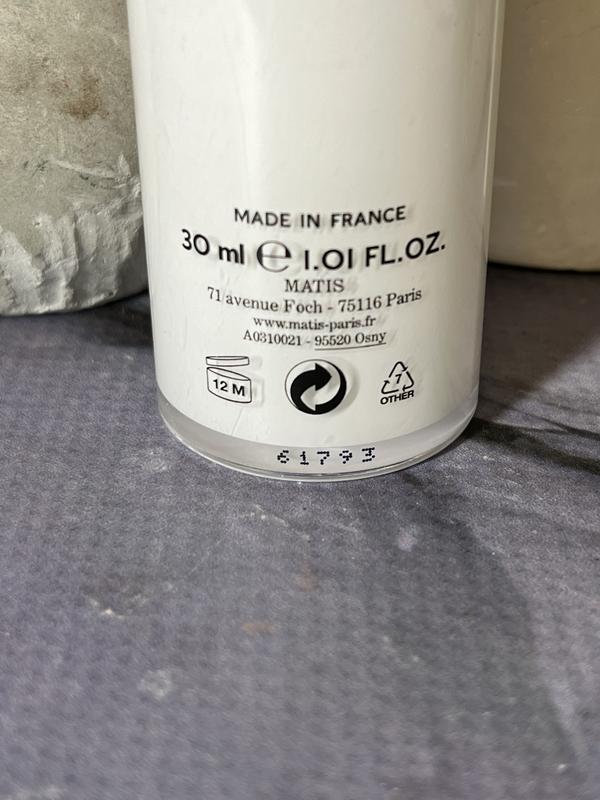 MADE IN FRANCE
30 ml ℮ 1.01 FL.OZ.
MATIS
71 avenue Foch - 75116 Paris
www.matis-paris.fr
A0310021 - 95520 Osny
12 M
7
OTHER
61793